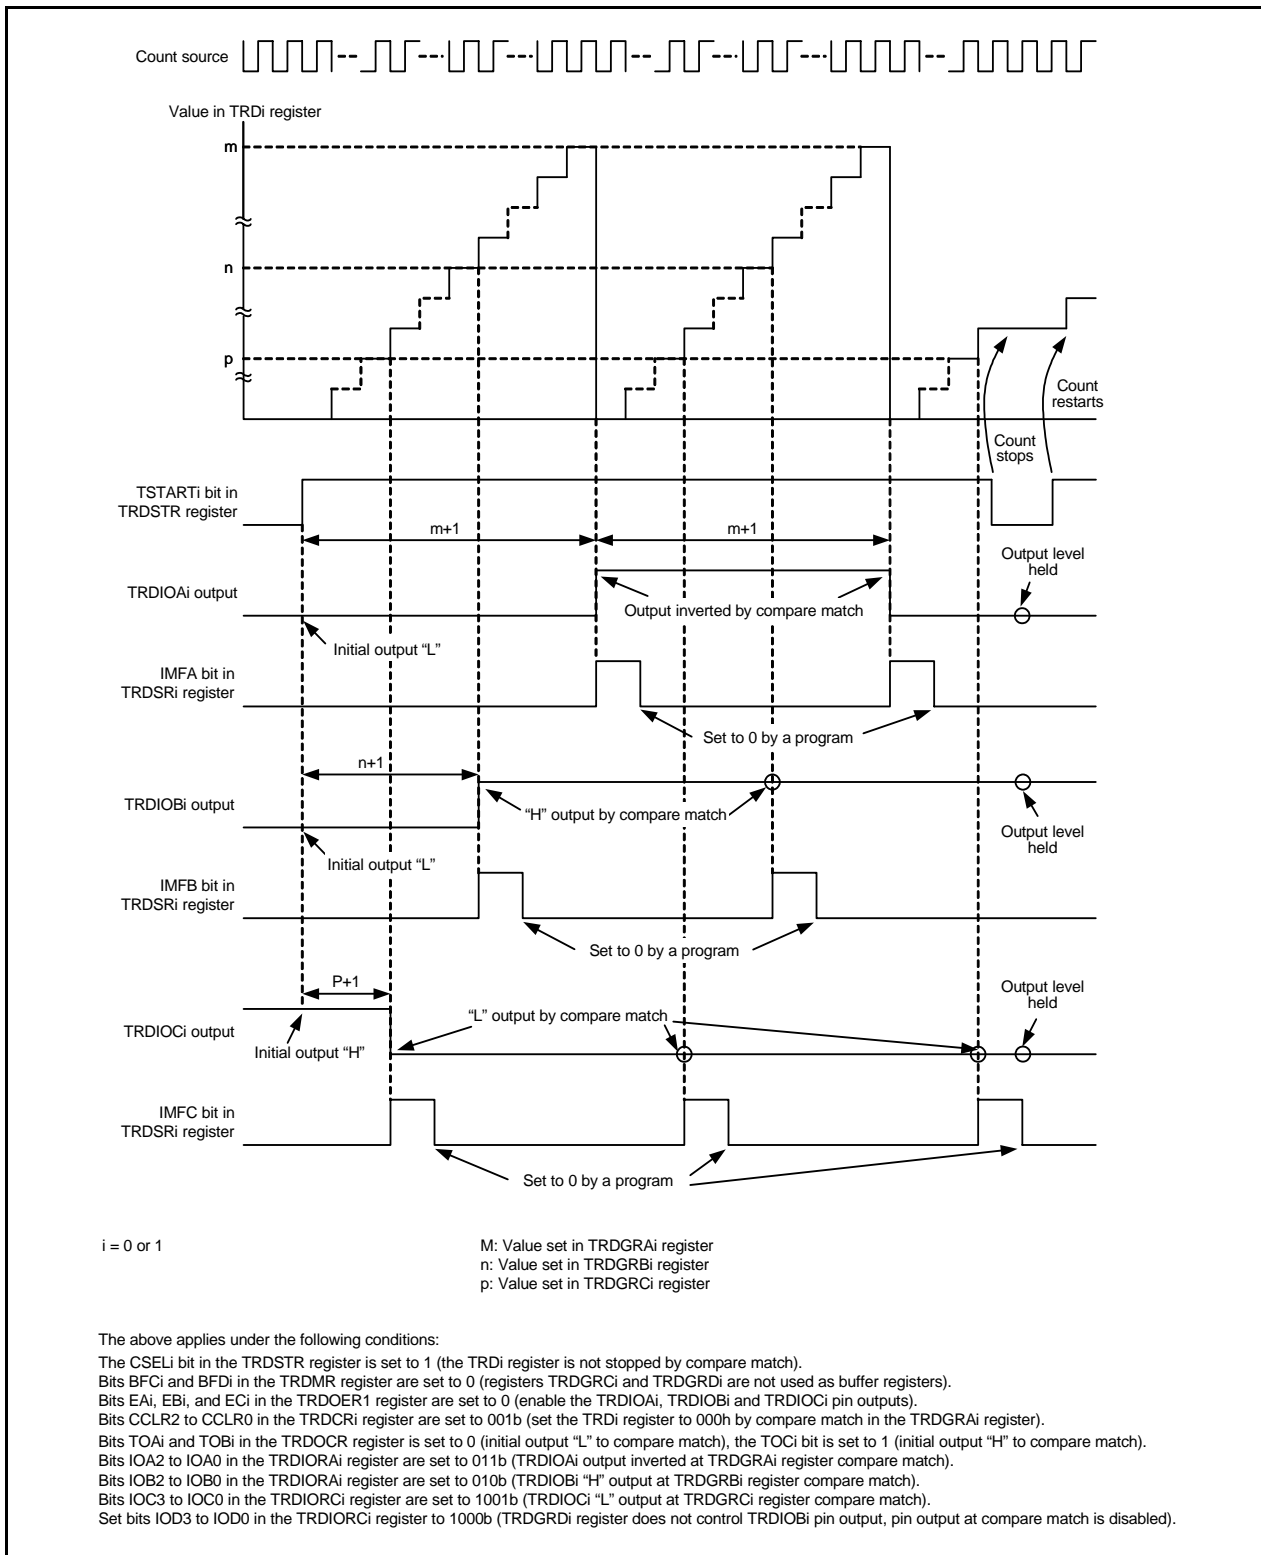 Count source
Value in TRDi register
m
n
p
Count
restarts
Count
stops
TSTARTi bit in
TRDSTR register
m+1
m+1
Output level
held
TRDIOAi output
Output inverted by compare match
Initial output “L”
IMFA bit in
TRDSRi register
Set to 0 by a program
n+1
TRDIOBi output
“H” output by compare match
Output level
held
Initial output “L”
IMFB bit in
TRDSRi register
Set to 0 by a program
P+1
Output level
held
“L” output by compare match
TRDIOCi output
Initial output “H”
IMFC bit in
TRDSRi register
Set to 0 by a program
i = 0 or 1
M: Value set in TRDGRAi register
n: Value set in TRDGRBi register
p: Value set in TRDGRCi register
The above applies under the following conditions:
The CSELi bit in the TRDSTR register is set to 1 (the TRDi register is not stopped by compare match).
Bits BFCi and BFDi in the TRDMR register are set to 0 (registers TRDGRCi and TRDGRDi are not used as buffer registers).
Bits EAi, EBi, and ECi in the TRDOER1 register are set to 0 (enable the TRDIOAi, TRDIOBi and TRDIOCi pin outputs).
Bits CCLR2 to CCLR0 in the TRDCRi register are set to 001b (set the TRDi register to 000h by compare match in the TRDGRAi register).
Bits TOAi and TOBi in the TRDOCR register is set to 0 (initial output “L” to compare match), the TOCi bit is set to 1 (initial output “H” to compare match).
Bits IOA2 to IOA0 in the TRDIORAi register are set to 011b (TRDIOAi output inverted at TRDGRAi register compare match).
Bits IOB2 to IOB0 in the TRDIORAi register are set to 010b (TRDIOBi “H” output at TRDGRBi register compare match).
Bits IOC3 to IOC0 in the TRDIORCi register are set to 1001b (TRDIOCi “L” output at TRDGRCi register compare match).
Set bits IOD3 to IOD0 in the TRDIORCi register to 1000b (TRDGRDi register does not control TRDIOBi pin output, pin output at compare match is disabled).